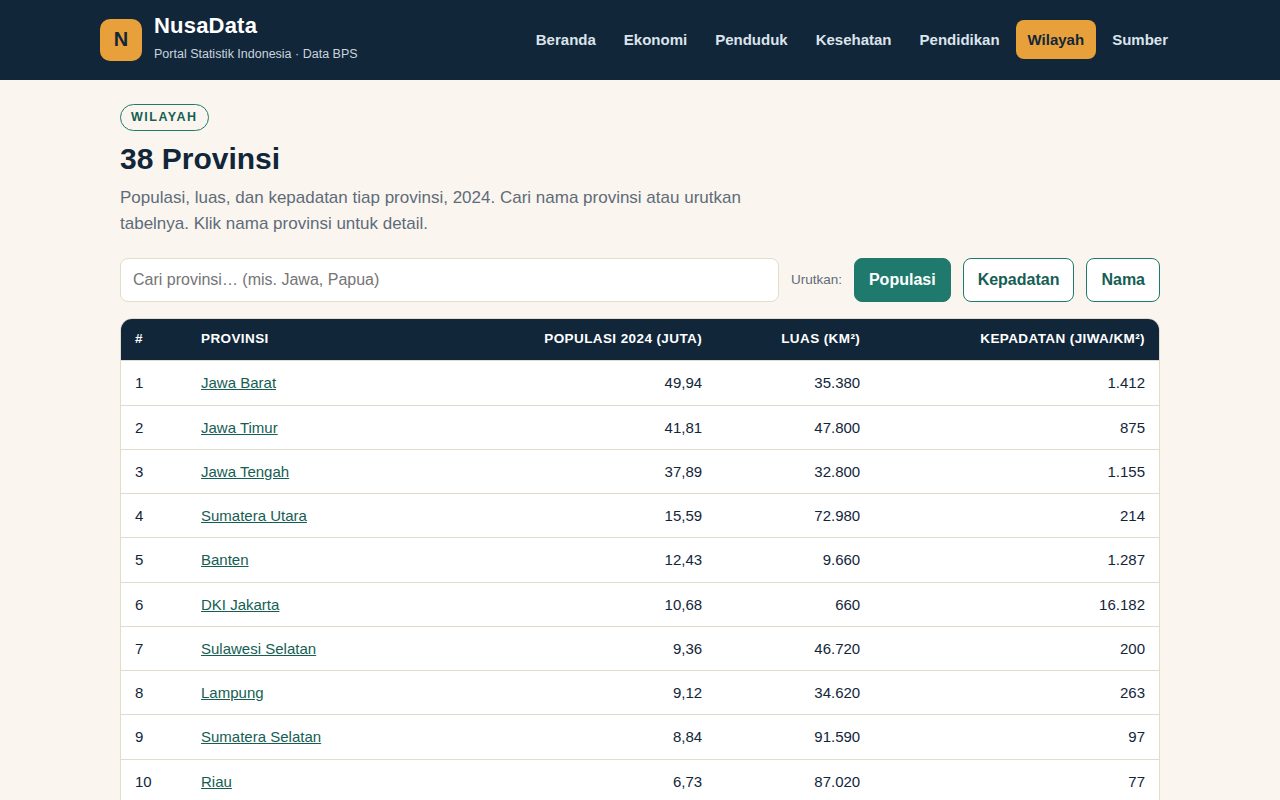 N
NusaData
Portal Statistik Indonesia · Data BPS
Beranda Ekonomi Penduduk Kesehatan Pendidikan Wilayah Sumber
WILAYAH
38 Provinsi
Populasi, luas, dan kepadatan tiap provinsi, 2024. Cari nama provinsi atau urutkan
tabelnya. Klik nama provinsi untuk detail.
Cari provinsi… (mis. Jawa, Papua) Urutkan: Populasi Kepadatan Nama
# PROVINSI POPULASI 2024 (JUTA) LUAS (KM²) KEPADATAN (JIWA/KM²)
1 Jawa Barat 49,94 35.380 1.412
2 Jawa Timur 41,81 47.800 875
3 Jawa Tengah 37,89 32.800 1.155
4 Sumatera Utara 15,59 72.980 214
5 Banten 12,43 9.660 1.287
6 DKI Jakarta 10,68 660 16.182
7 Sulawesi Selatan 9,36 46.720 200
8 Lampung 9,12 34.620 263
9 Sumatera Selatan 8,84 91.590 97
10 Riau 6,73 87.020 77